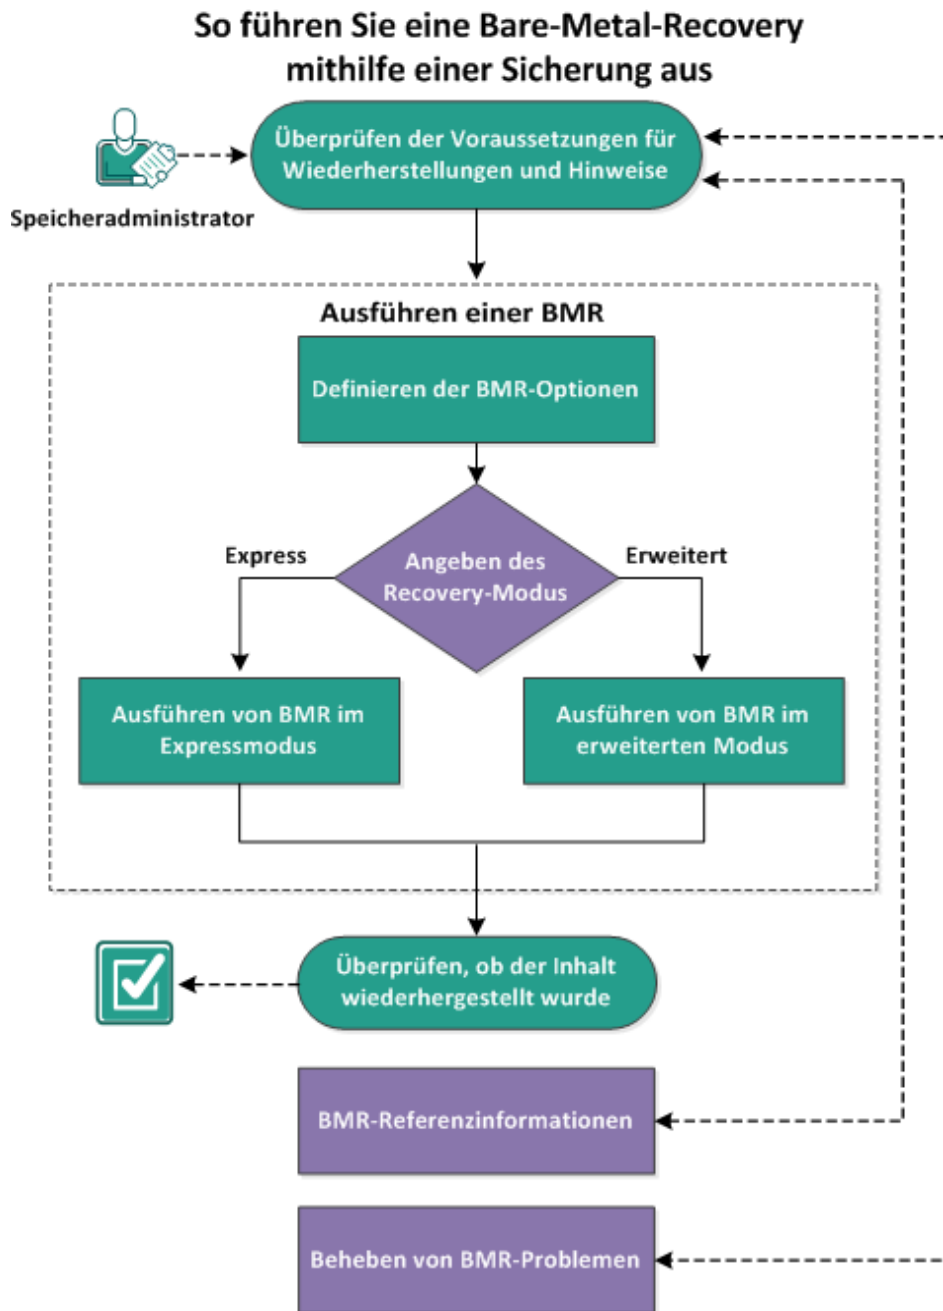 So führen Sie eine Bare-Metal-Recovery
mithilfe einer Sicherung aus
Überprüfen der Voraussetzungen für
Wiederherstellungen und Hinweise
Speicheradministrator
Ausführen einer BMR
Definieren der BMR-Optionen
Express
Angeben des
Recovery-Modus
Erweitert
Ausführen von BMR im
Expressmodus
Ausführen von BMR im
erweiterten Modus
Überprüfen, ob der Inhalt
wiederhergestellt wurde
BMR-Referenzinformationen
Beheben von BMR-Problemen